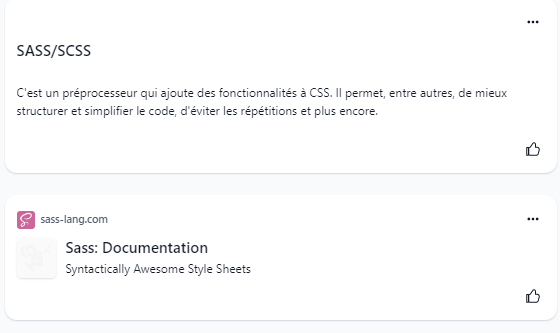 SASS/SCSS
C'est un préprocesseur qui ajoute des fonctionnalités à CSS. Il permet, entre autres, de mieux
structurer et simplifier le code, d'éviter les répétitions et plus encore.
sass-lang.com
Sass: Documentation
Syntactically Awesome Style Sheets